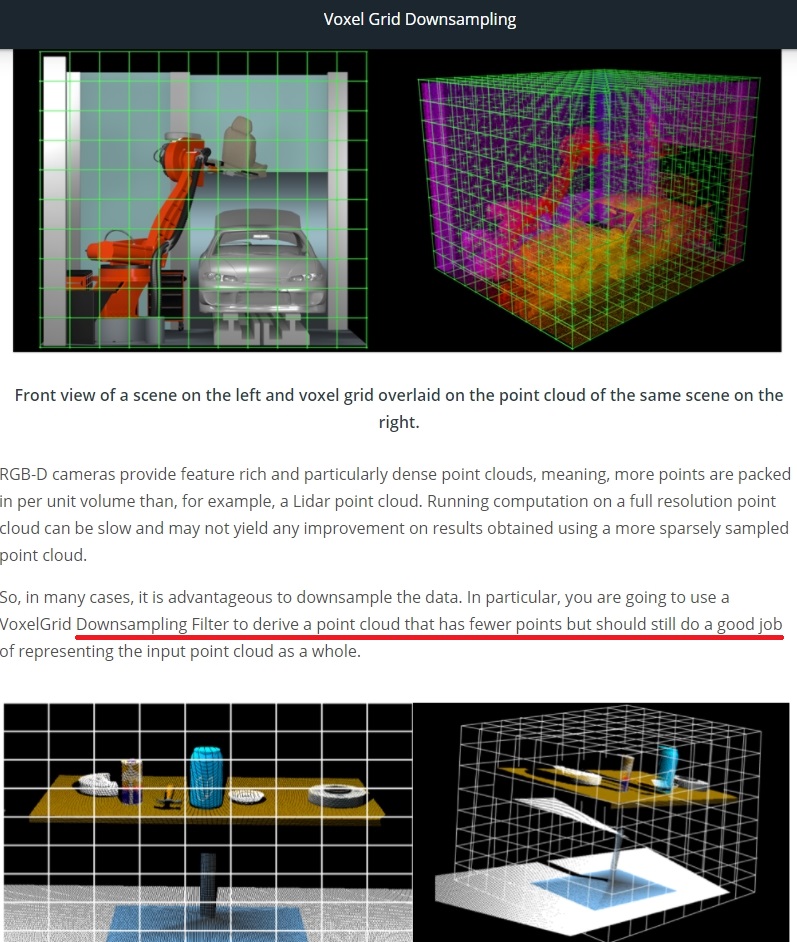 Voxel Grid Downsampling
Front view of a scene on the left and voxel grid overlaid on the point cloud of the same scene on the
right.
RGB-D cameras provide feature rich and particularly dense point clouds, meaning, more points are packed
in per unit volume than, for example, a Lidar point cloud. Running computation on a full resolution point
cloud can be slow and may not yield any improvement on results obtained using a more sparsely sampled
point cloud.
So, in many cases, it is advantageous to downsample the data. In particular, you are going to use a
VoxelGrid Downsampling Filter to derive a point cloud that has fewer points but should still do a good job
of representing the input point cloud as a whole.